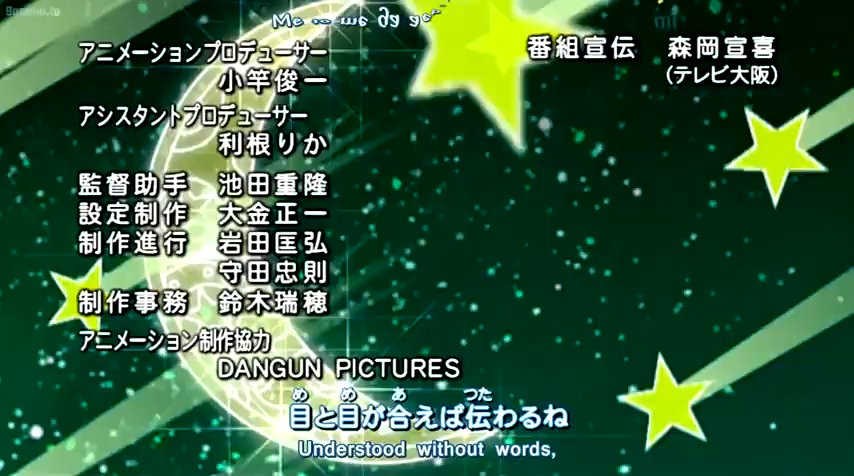 Me to me ga ae
アニメーションプロデューサー
小竿俊一
アシスタントプロデューサー
利根りか
監督助手 池田重隆
設定制作 大金正一
制作進行 岩田匡弘
守田忠則
制作事務 鈴木瑞穂
アニメーション制作協力
DANGUN PICTURES
番組宣伝 森岡宣喜
(テレビ大阪)
め め あ つた
目と目が合えば伝わるね
Understood without words,